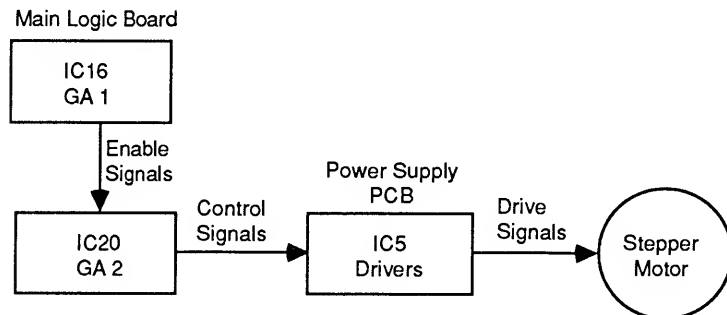 Main Logic Board
IC16
GA 1
Enable
Signals
Power Supply
PCB
Control
Signals
Drive
Signals
IC20
GA 2
IC5
Drivers
Stepper
Motor